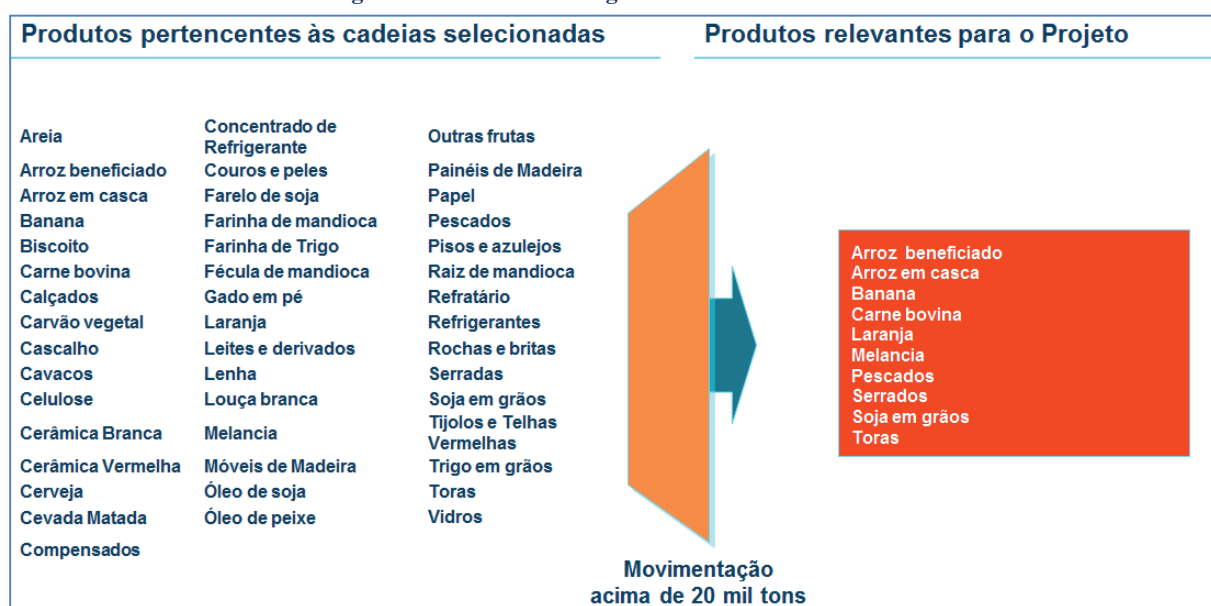 Produtos pertencentes às cadeias selecionadas
Produtos relevantes para o Projeto
Areia
Arroz beneficiado
Arroz em casca
Banana
Biscoito
Carne bovina
Calçados
Carvão vegetal
Cascalho
Cavacos
Celulose
Cerâmica Branca
Cerâmica Vermelha
Cerveja
Cevada Matada
Compensados
Concentrado de
Refrigerante
Couros e peles
Farelo de soja
Farinha de mandioca
Farinha de Trigo
Fécula de mandioca
Gado em pé
Laranja
Leites e derivados
Lenha
Louça branca
Melancia
Móveis de Madeira
Óleo de soja
Óleo de peixe
Outras frutas
Painéis de Madeira
Papel
Pescados
Pisos e azulejos
Raiz de mandioca
Refratário
Refrigerantes
Rochas e britas
Serradas
Soja em grãos
Tijolos e Telhas
Vermelhas
Trigo em grãos
Toras
Vidros
Movimentação
acima de 20 mil tons
Arroz beneficiado
Arroz em casca
Banana
Carne bovina
Laranja
Melancia
Pescados
Serrados
Soja em grãos
Toras